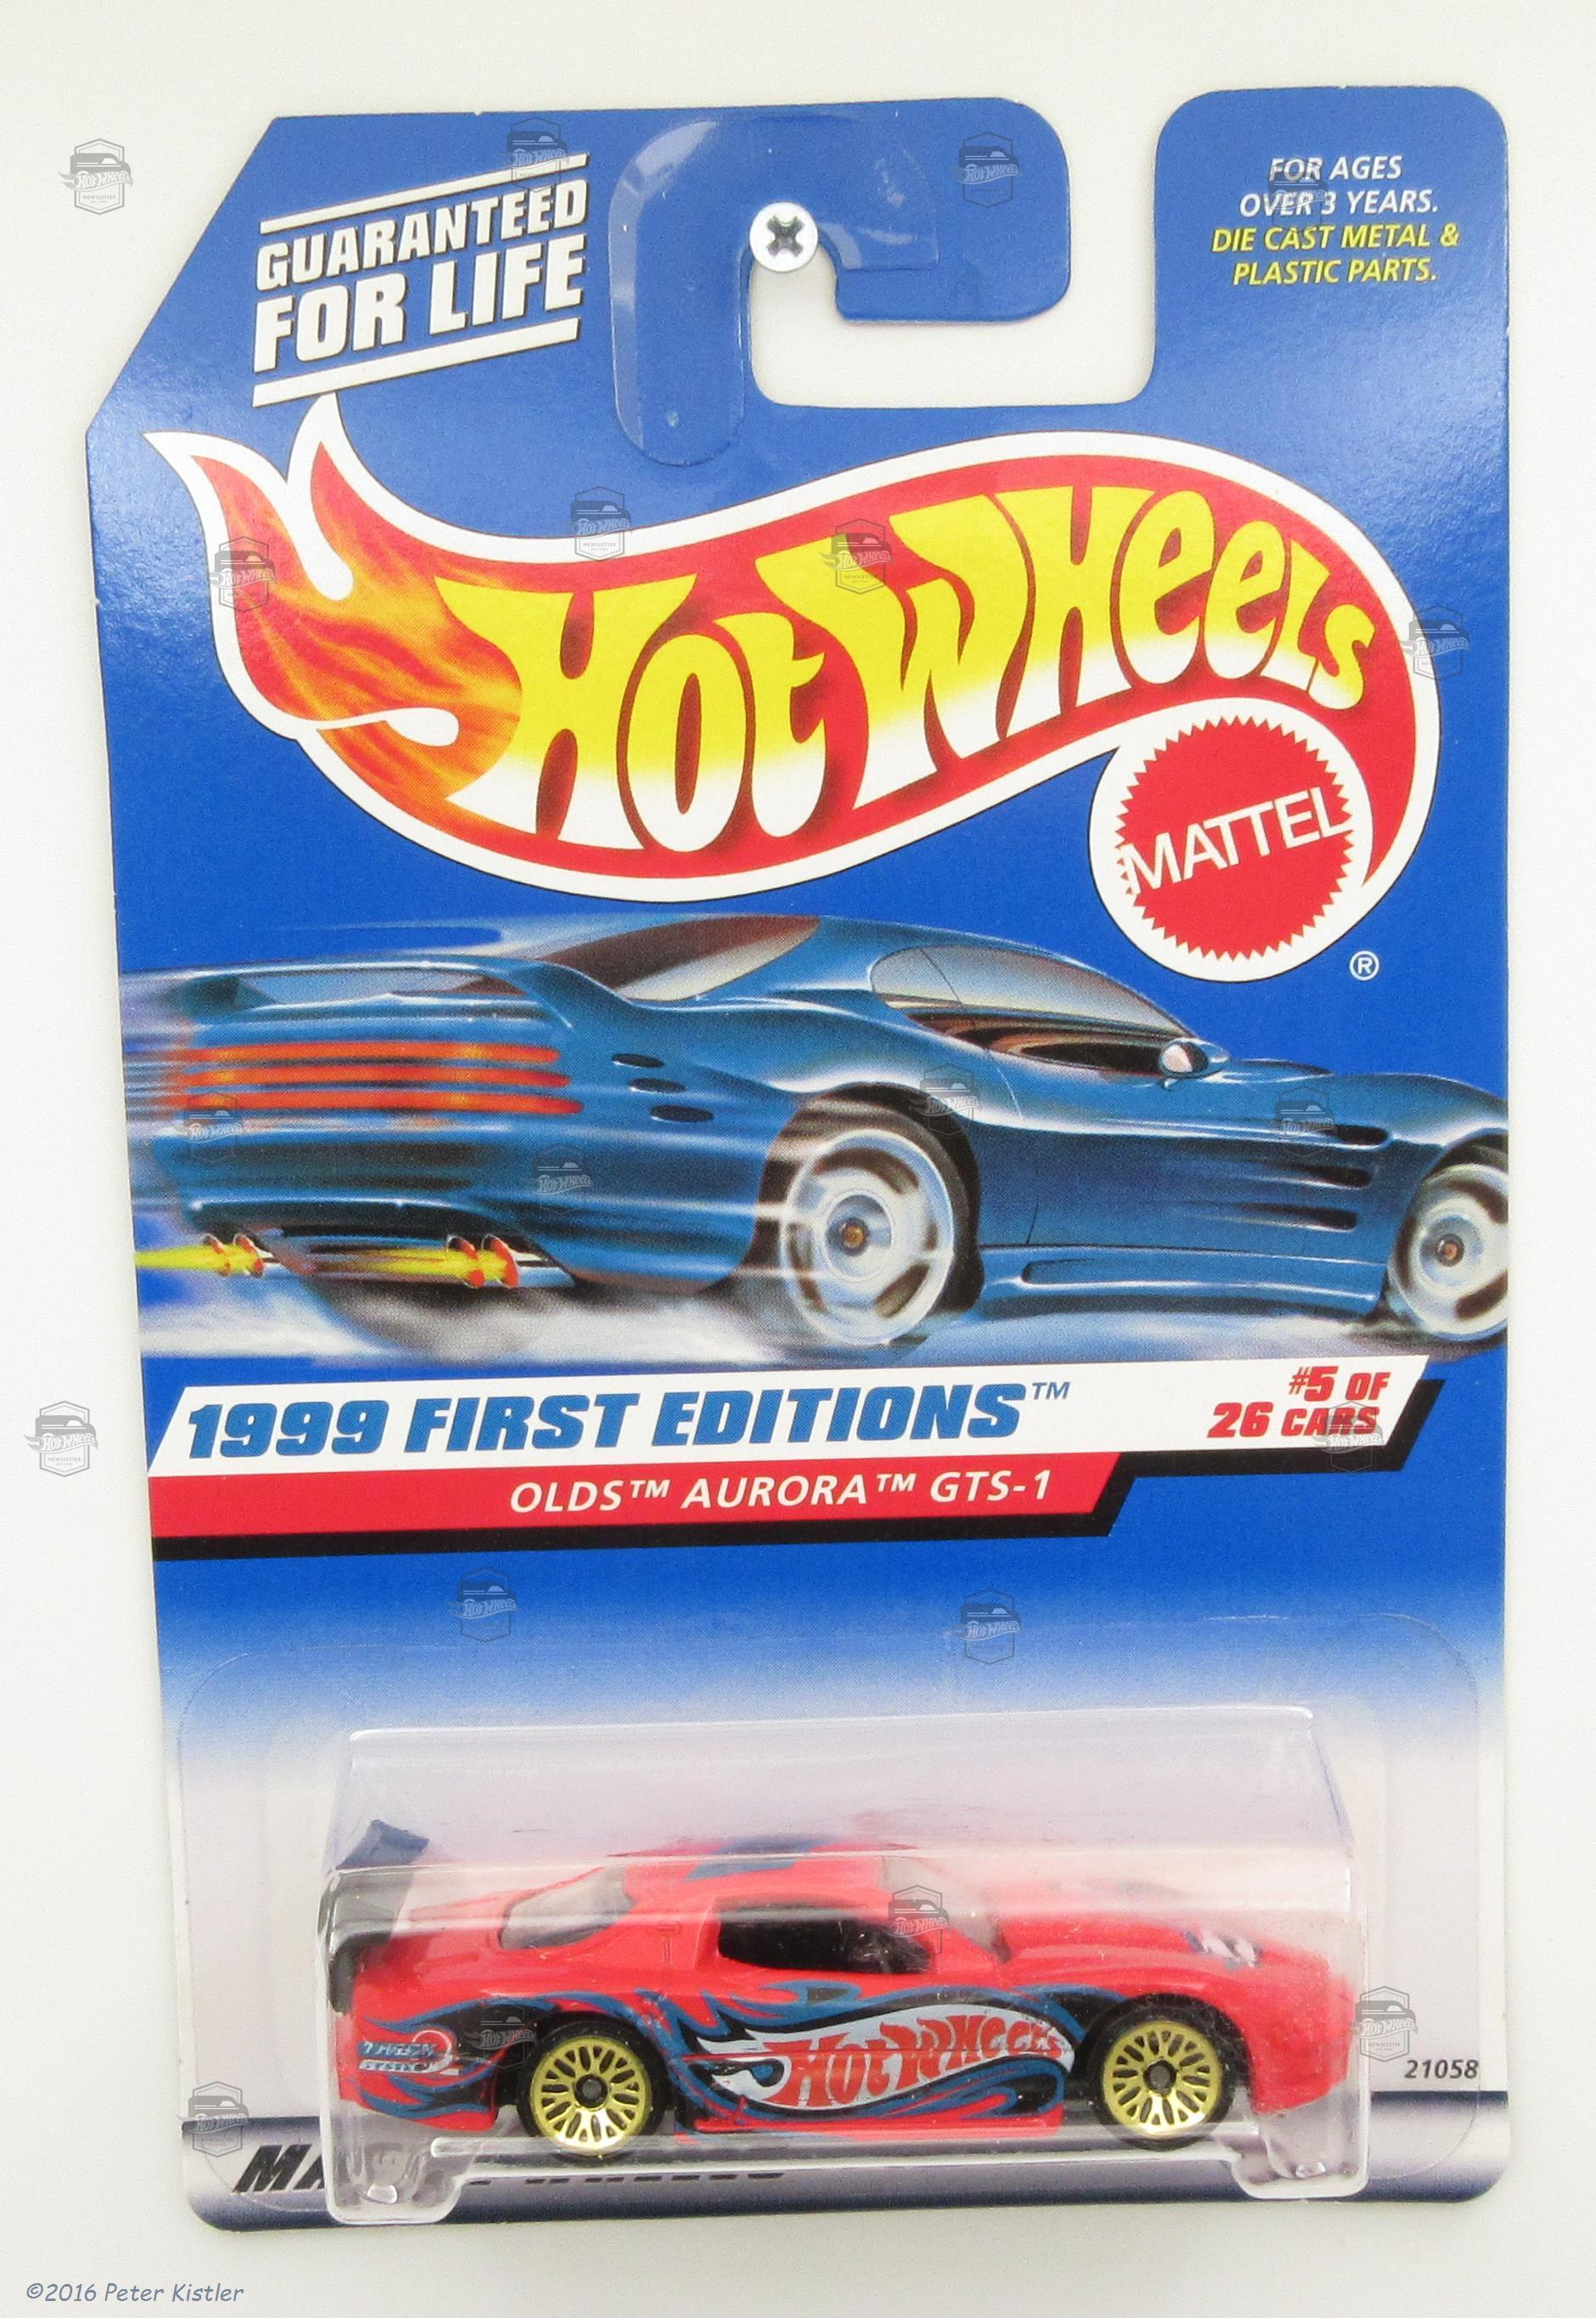 GUARANTEED
FOR LIFE
FOR AGES
OVER 3 YEARS.
DIE CAST METAL &
PLASTIC PARTS.
HOT WHEELS
MATTEL
®
1999 FIRST EDITIONS™
#5 OF
26 CARS
OLDS™ AURORA™ GTS-1
HOT WHEELS
21058
©2016 Peter Kistler